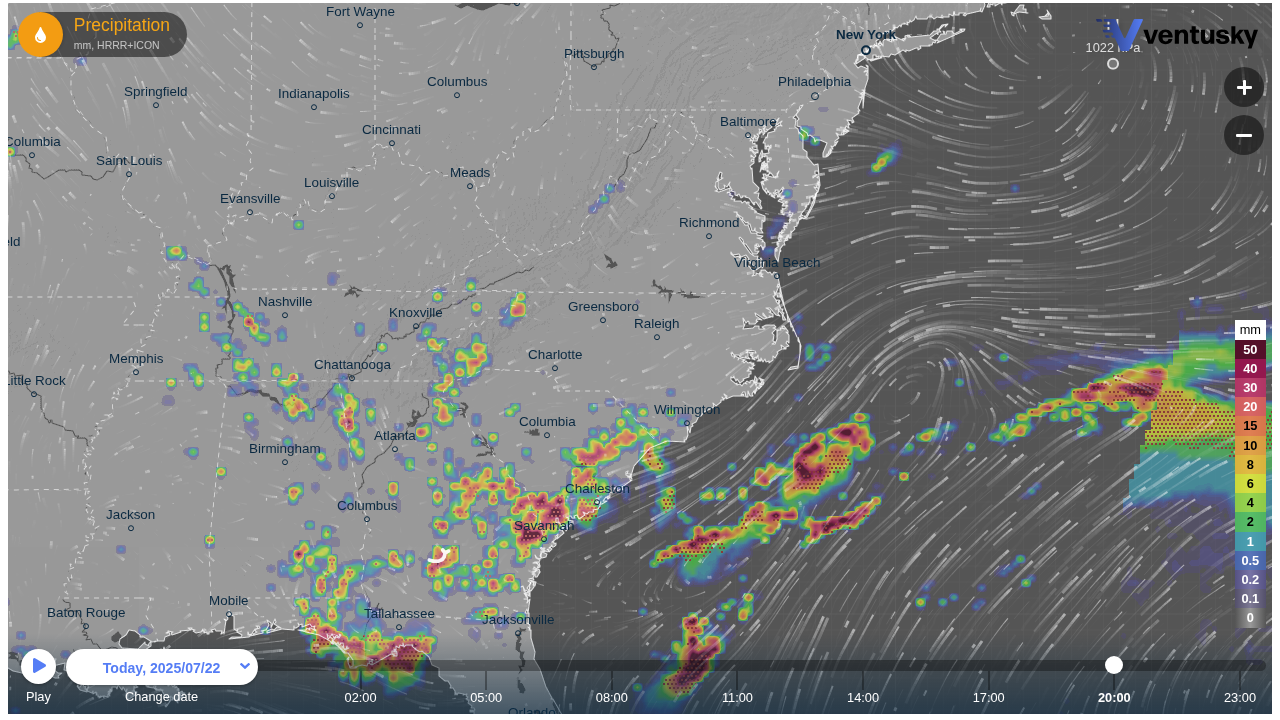 Precipitation
mm, HRRR+ICON
Fort Wayne
New York
ventusky
1022 hPa
Pittsburgh
Springfield
Indianapolis
Columbus
Philadelphia
Columbia
Cincinnati
Baltimore
Saint Louis
Meads
Evansville
Louisville
Richmond
eld
Virginia Beach
Nashville
Knoxville
Greensboro
Raleigh
mm
50
40
30
20
15
10
8
6
4
2
1
0.5
0.2
0.1
0
Memphis
Chattanooga
Charlotte
Little Rock
Wilmington
Columbia
Birmingham
Atlanta
Charleston
Jackson
Columbus
Savannah
Baton Rouge
Mobile
Tallahassee
Jacksonville
Today, 2025/07/22
Play
Change date
02:00
05:00
08:00
11:00
14:00
17:00
20:00
23:00
Orlando